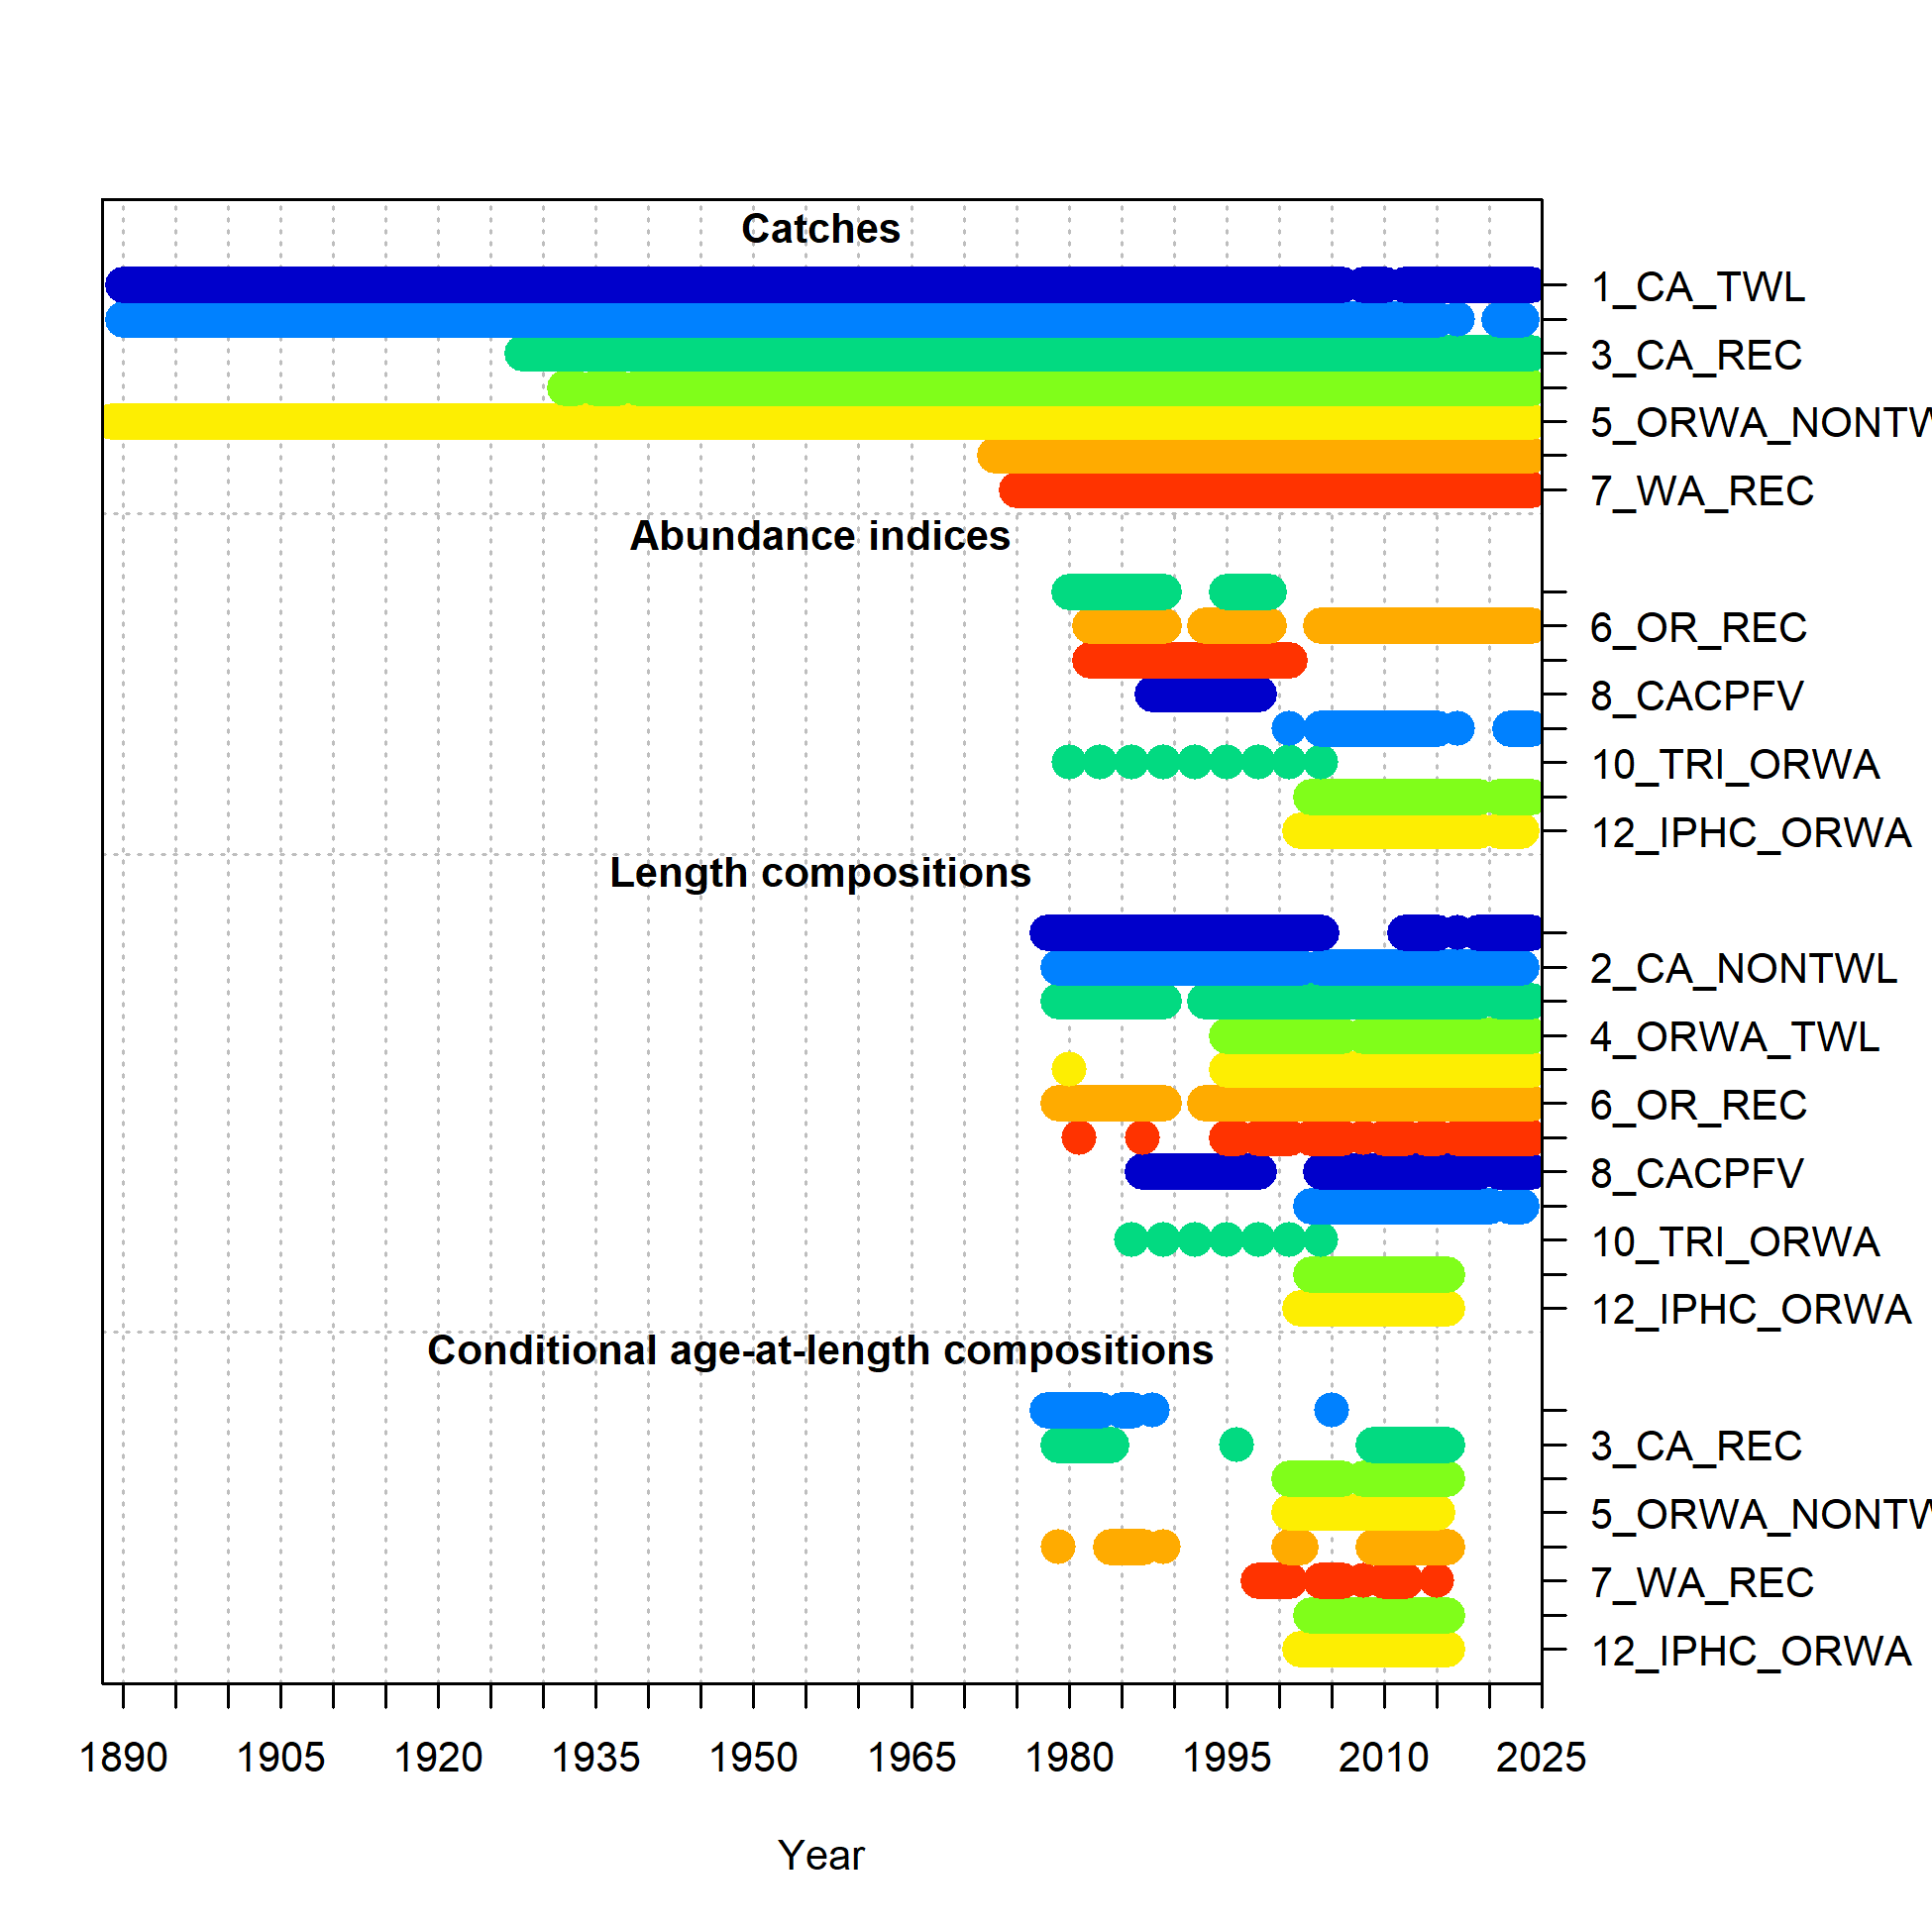 Catches
1_CA_TWL
3_CA_REC
5_ORWA_NONTW
7_WA_REC
Abundance indices
6_OR_REC
8_CACPFV
10_TRI_ORWA
12_IPHC_ORWA
Length compositions
2_CA_NONTWL
4_ORWA_TWL
6_OR_REC
8_CACPFV
10_TRI_ORWA
12_IPHC_ORWA
Conditional age-at-length compositions
3_CA_REC
5_ORWA_NONTW
7_WA_REC
12_IPHC_ORWA
1890 1905 1920 1935 1950 1965 1980 1995 2010 2025
Year